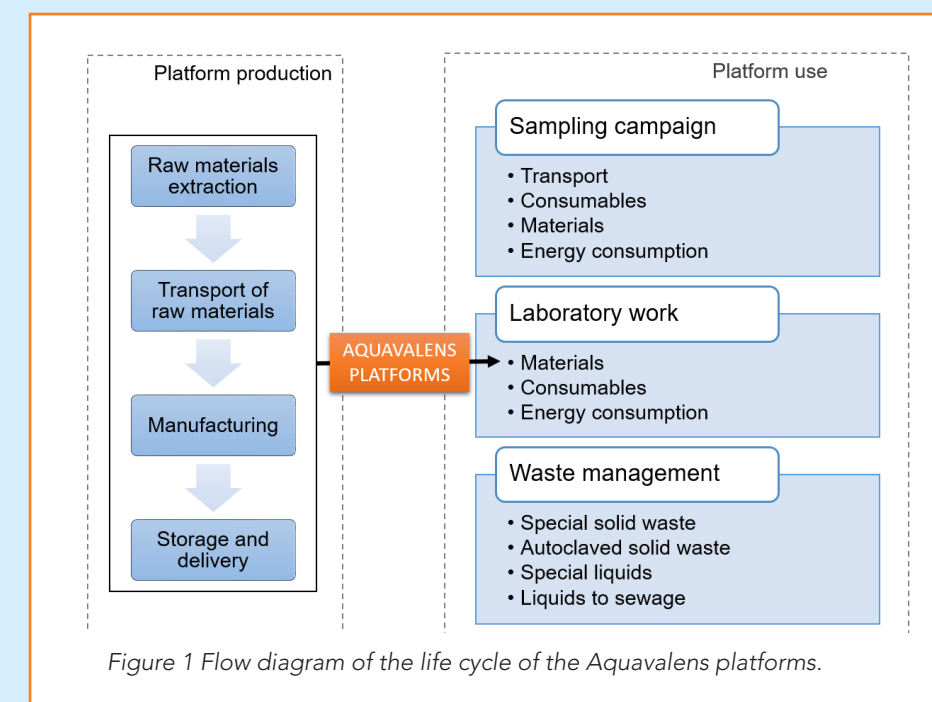 Platform production
Raw materials
extraction
Transport of
raw materials
Manufacturing
Storage and
delivery
AQUAVALENS
PLATFORMS
Platform use
Sampling campaign
• Transport
• Consumables
• Materials
• Energy consumption
Laboratory work
• Materials
• Consumables
• Energy consumption
Waste management
• Special solid waste
• Autoclaved solid waste
• Special liquids
• Liquids to sewage
Figure 1 Flow diagram of the life cycle of the Aquavalens platforms.